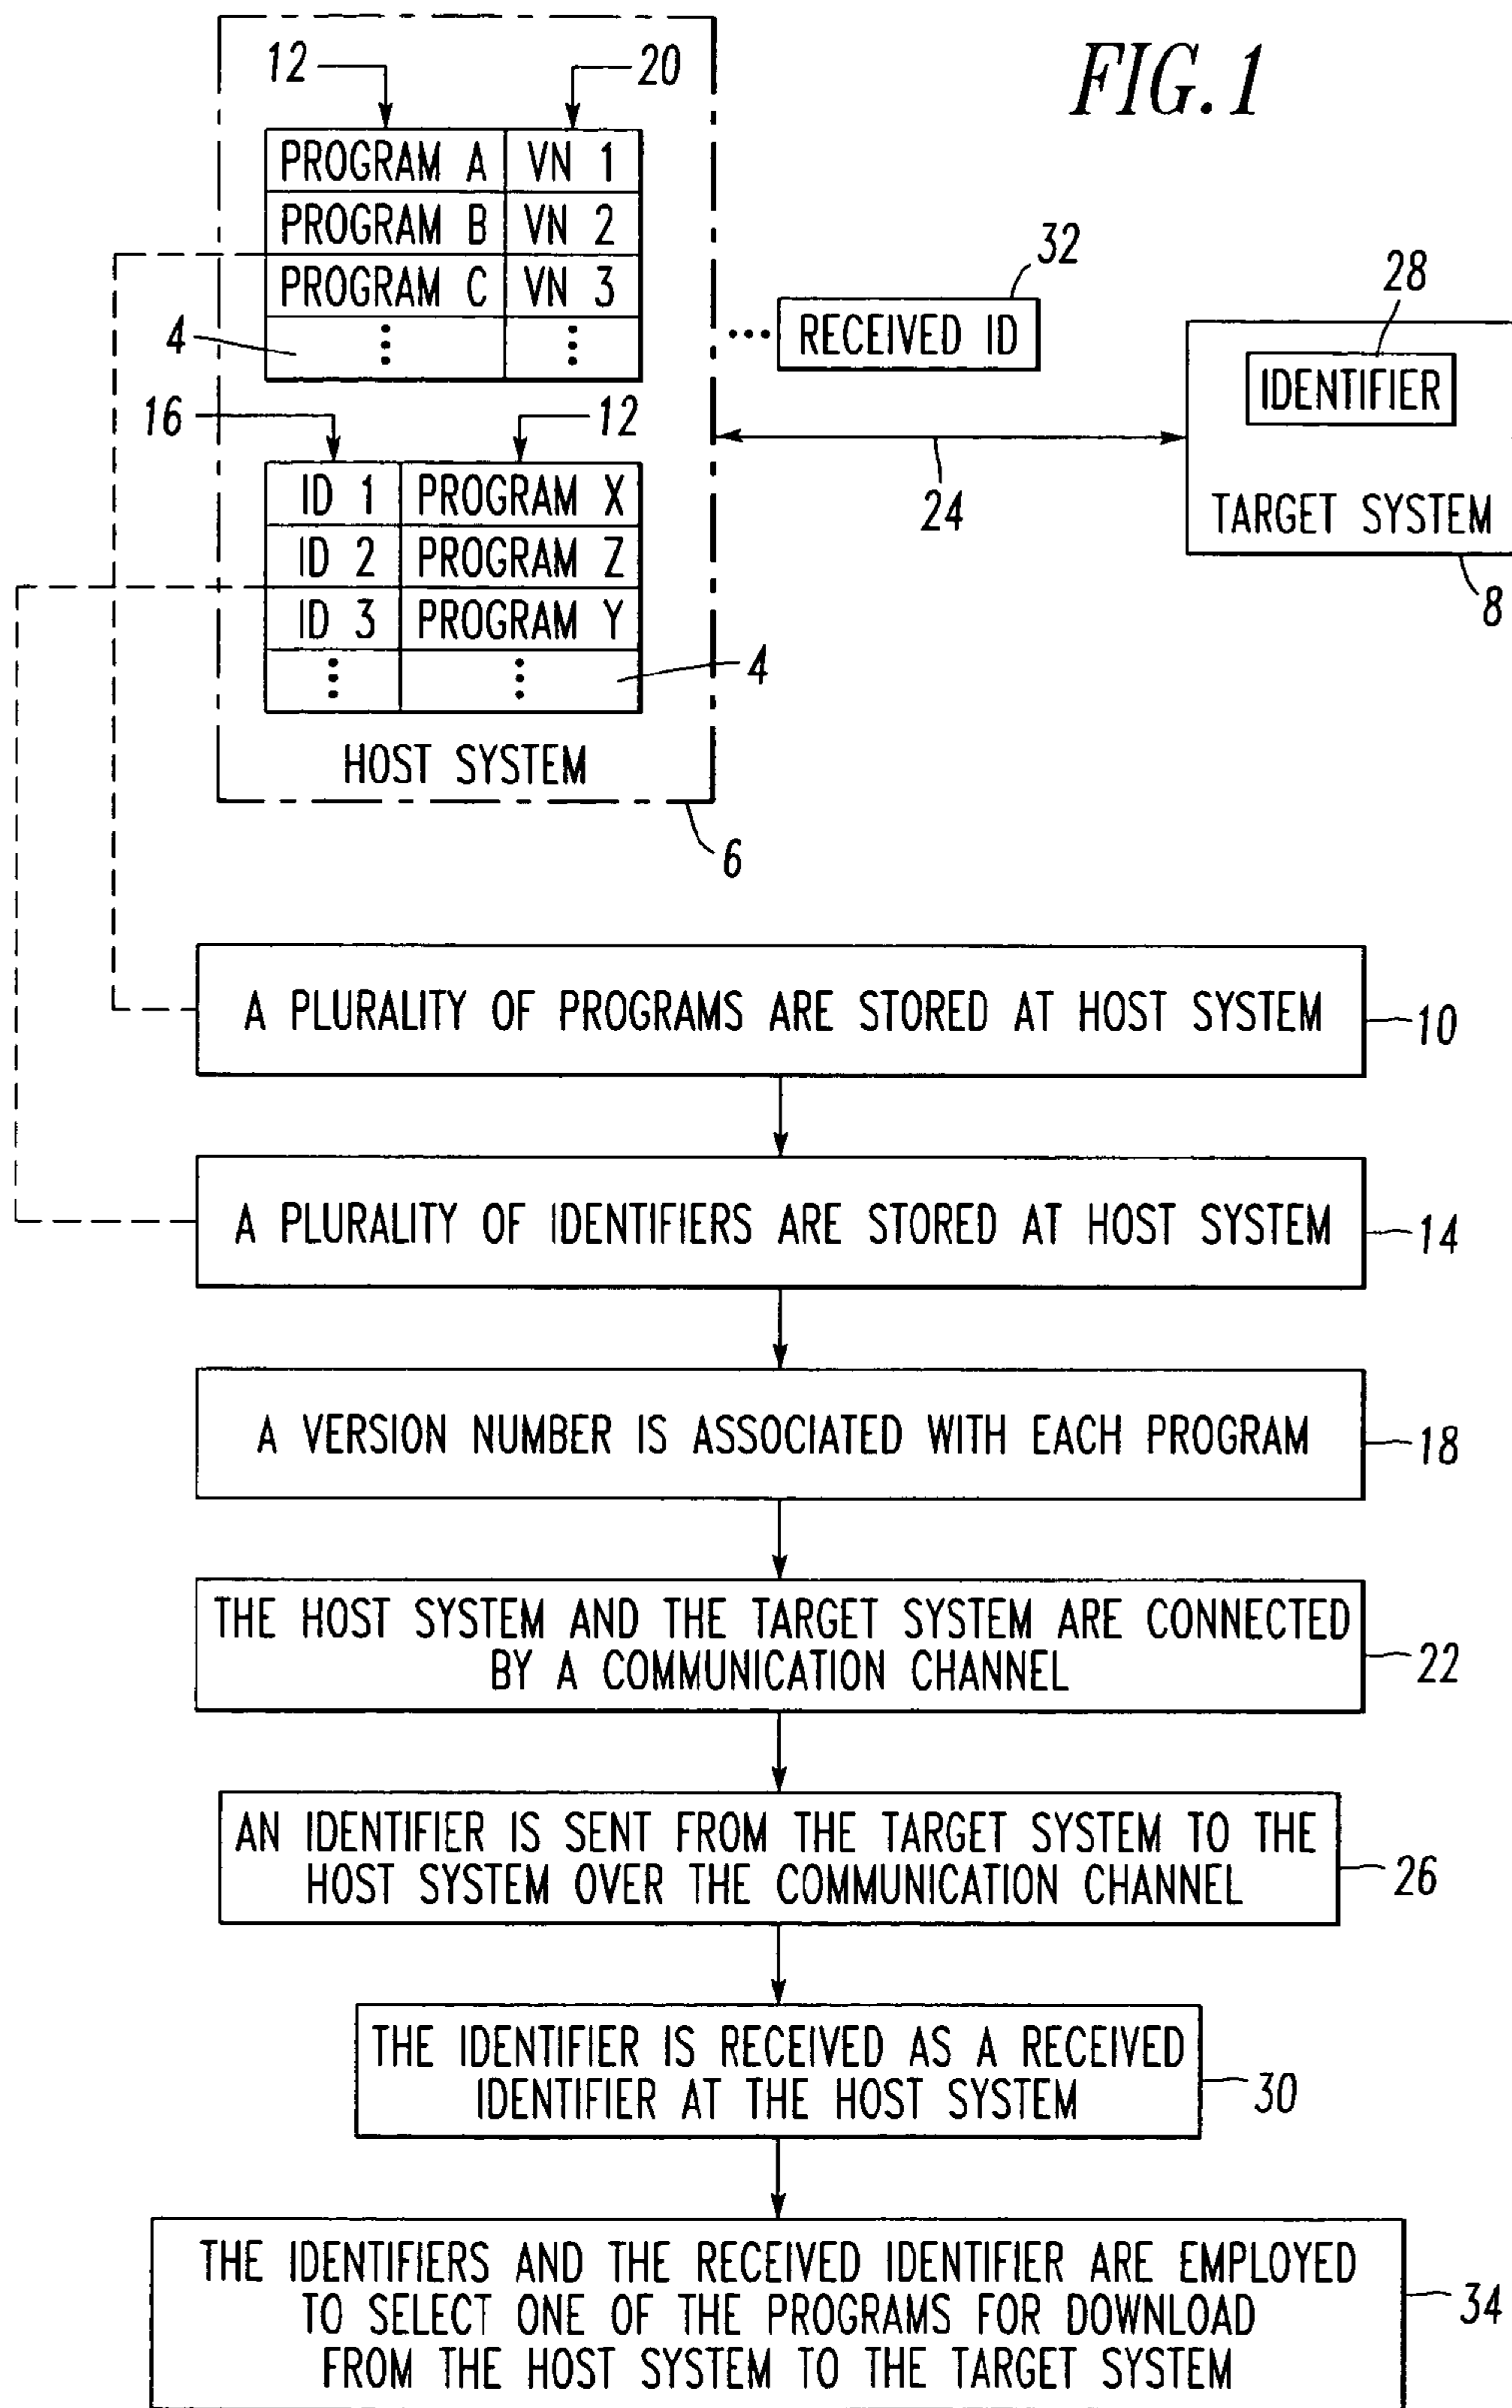 FIG. 1
12
20
PROGRAM A VN 1
PROGRAM B VN 2
PROGRAM C VN 3
4
32
RECEIVED ID
28
IDENTIFIER
TARGET SYSTEM
8
24
16
12
ID 1 PROGRAM X
ID 2 PROGRAM Z
ID 3 PROGRAM Y
4
HOST SYSTEM
6
A PLURALITY OF PROGRAMS ARE STORED AT HOST SYSTEM
10
A PLURALITY OF IDENTIFIERS ARE STORED AT HOST SYSTEM
14
A VERSION NUMBER IS ASSOCIATED WITH EACH PROGRAM
18
THE HOST SYSTEM AND THE TARGET SYSTEM ARE CONNECTED
BY A COMMUNICATION CHANNEL
22
AN IDENTIFIER IS SENT FROM THE TARGET SYSTEM TO THE
HOST SYSTEM OVER THE COMMUNICATION CHANNEL
26
THE IDENTIFIER IS RECEIVED AS A RECEIVED
IDENTIFIER AT THE HOST SYSTEM
30
THE IDENTIFIERS AND THE RECEIVED IDENTIFIER ARE EMPLOYED
TO SELECT ONE OF THE PROGRAMS FOR DOWNLOAD
FROM THE HOST SYSTEM TO THE TARGET SYSTEM
34